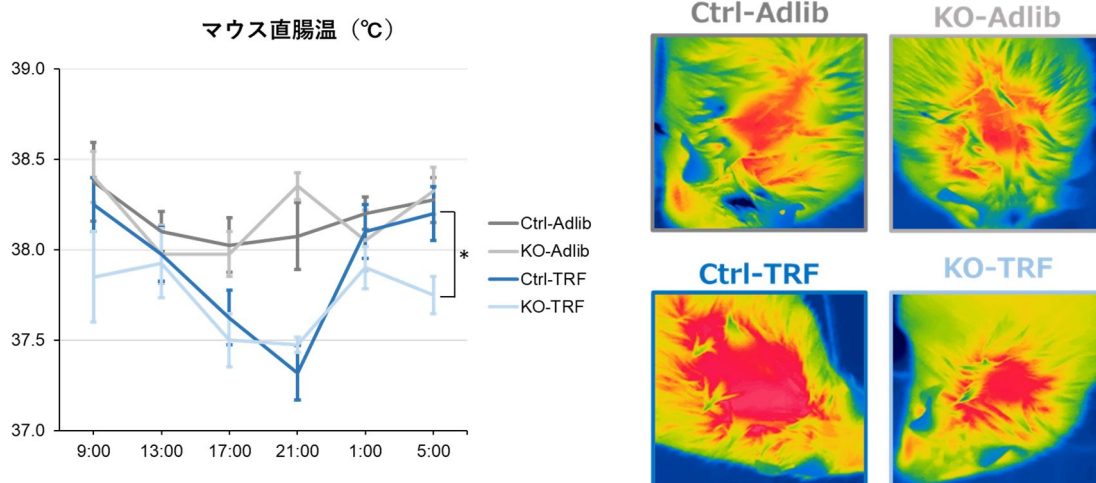 マウス直腸温（℃）
39.0
38.5
38.0
37.5
37.0
9:00 13:00 17:00 21:00 1:00 5:00
Ctrl-Adlib
KO-Adlib
Ctrl-TRF
KO-TRF
*
Ctrl-Adlib
KO-Adlib
Ctrl-TRF
KO-TRF